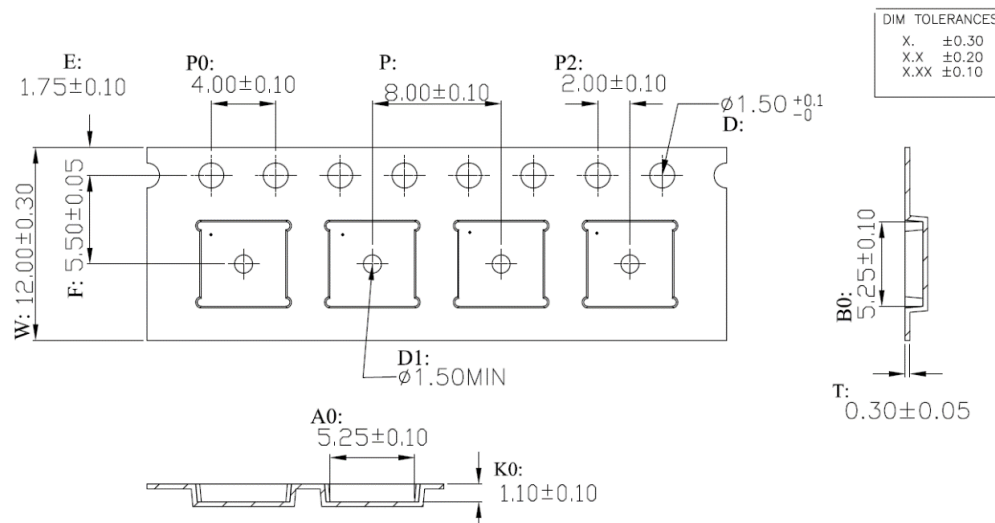 DIM TOLERANCES
X. ±0.30
X.X ±0.20
X.XX ±0.10
E:
1.75±0.10
P0:
4.00±0.10
P:
8.00±0.10
P2:
2.00±0.10
⌀1.50 +0.1 -0
D:
W: 12.00±0.30
F: 5.50±0.05
D1:
⌀1.50MIN
B0:
5.25±0.10
T:
0.30±0.05
A0:
5.25±0.10
K0:
1.10±0.10